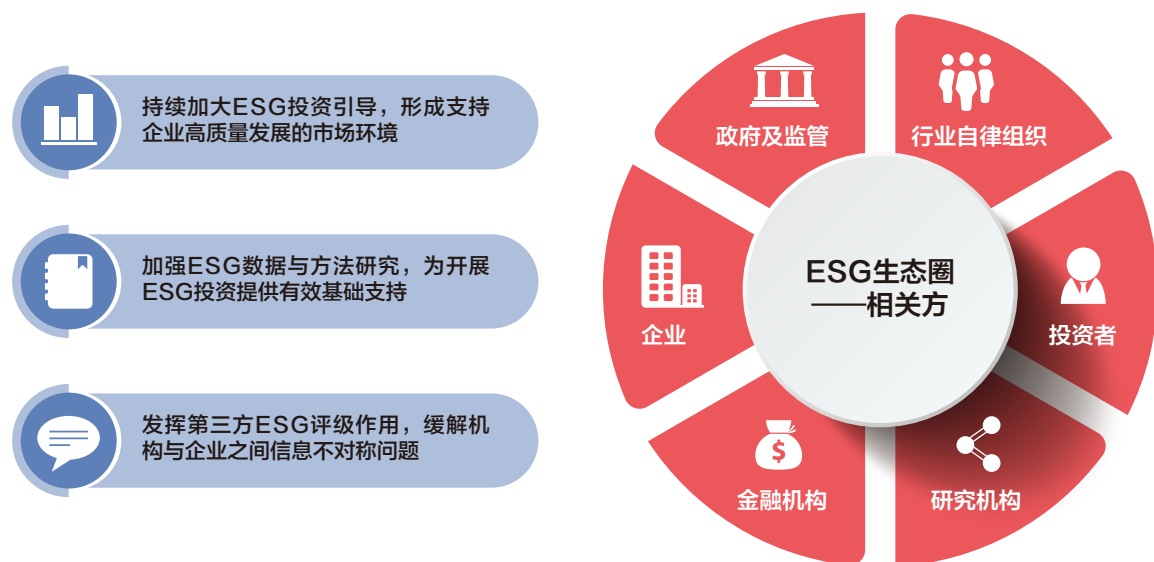 持续加大ESG投资引导，形成支持
企业高质量发展的市场环境
加强ESG数据与方法研究，为开展
ESG投资提供有效基础支持
发挥第三方ESG评级作用，缓解机
构与企业之间信息不对称问题
政府及监管
行业自律组织
企业
ESG生态圈
——相关方
投资者
$
金融机构
研究机构